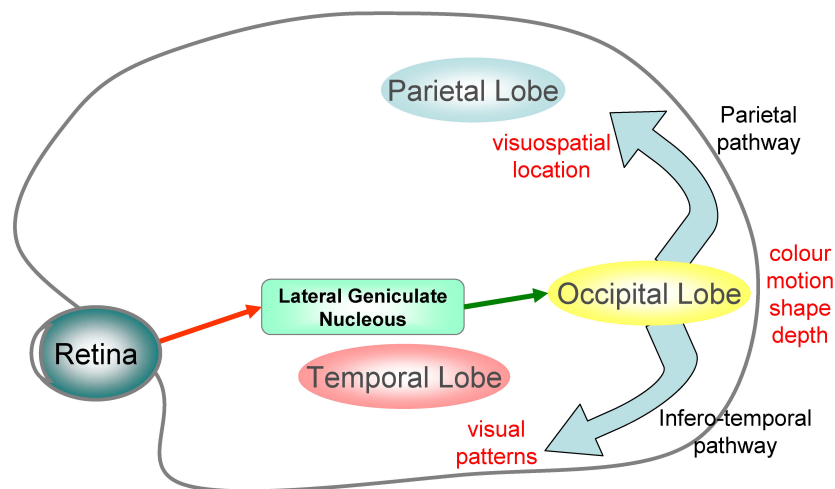 Parietal Lobe
Parietal
pathway
visuospatial
location
colour
motion
shape
depth
Lateral Geniculate
Nucleous
Occipital Lobe
Retina
Temporal Lobe
Infero-temporal
pathway
visual
patterns